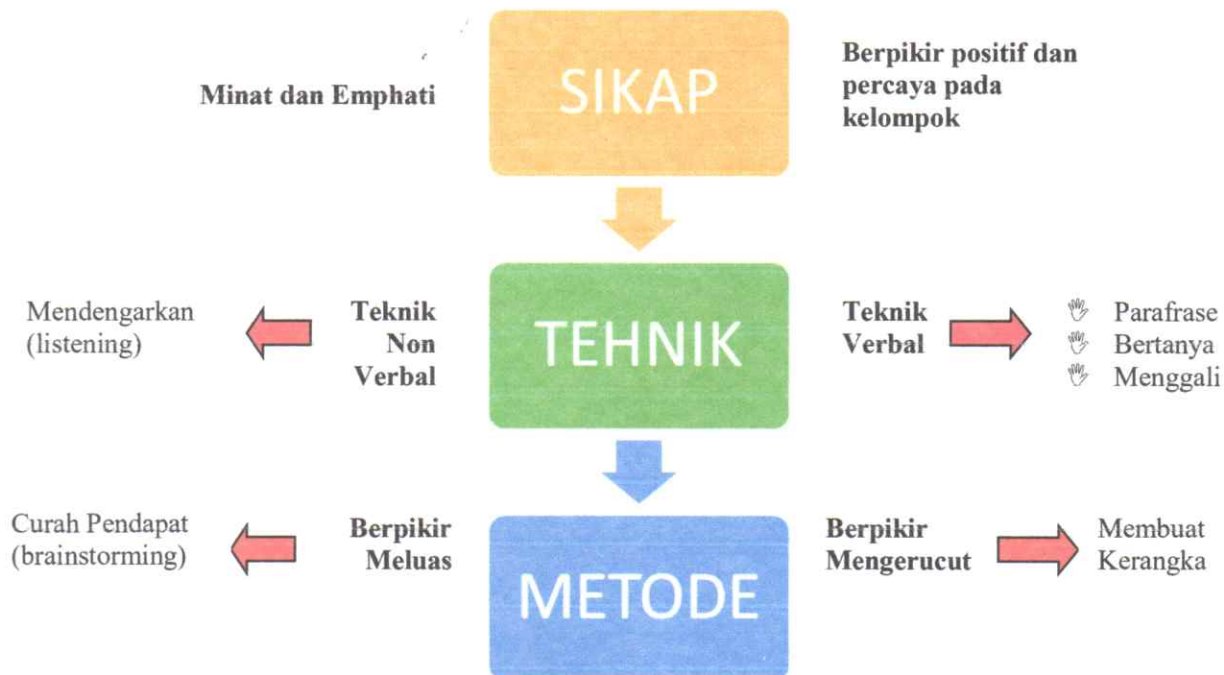 SIKAP
Minat dan Emphati
Berpikir positif dan
percaya pada
kelompok
TEHNIK
Mendengarkan
(listening)
Teknik
Non
Verbal
Teknik
Verbal
Parafrase
Bertanya
Menggali
METODE
Curah Pendapat
(brainstorming)
Berpikir
Meluas
Berpikir
Mengerucut
Membuat
Kerangka